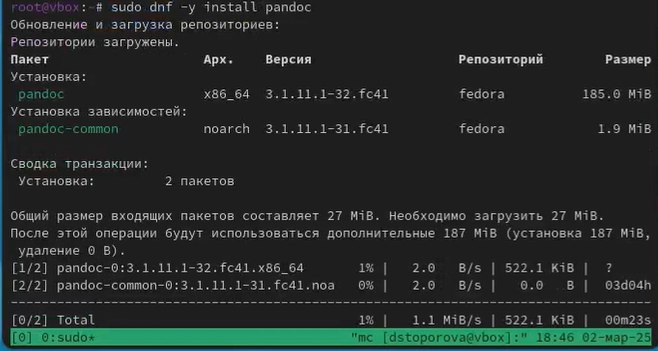 root@vbox:~# sudo dnf -y install pandoc
Обновление и загрузка репозиториев:
Репозитории загружены.
Пакет Арх. Версия Репозиторий Размер
Установка:
pandoc x86_64 3.1.11.1-32.fc41 fedora 185.0 MiB
Установка зависимостей:
pandoc-common noarch 3.1.11.1-31.fc41 fedora 1.9 MiB
Сводка транзакции:
Установка: 2 пакетов
Общий размер входящих пакетов составляет 27 MiB. Необходимо загрузить 27 MiB.
После этой операции будут использоваться дополнительные 187 MiB (установка 187 MiB,
удаление 0 B).
[1/2] pandoc-0:3.1.11.1-32.fc41.x86_64 1% | 2.0 B/s | 522.1 KiB | ?
[2/2] pandoc-common-0:3.1.11.1-31.fc41.noa 0% | 2.0 B/s | 0.0 B | 03d04h
--------------------------------------------------------------------------------
[0/2] Total 1% | 1.1 MiB/s | 522.1 KiB | 00m23s
[0] 0:sudo* "mc [dstoporova@vbox]:" 18:46 02-мар-25